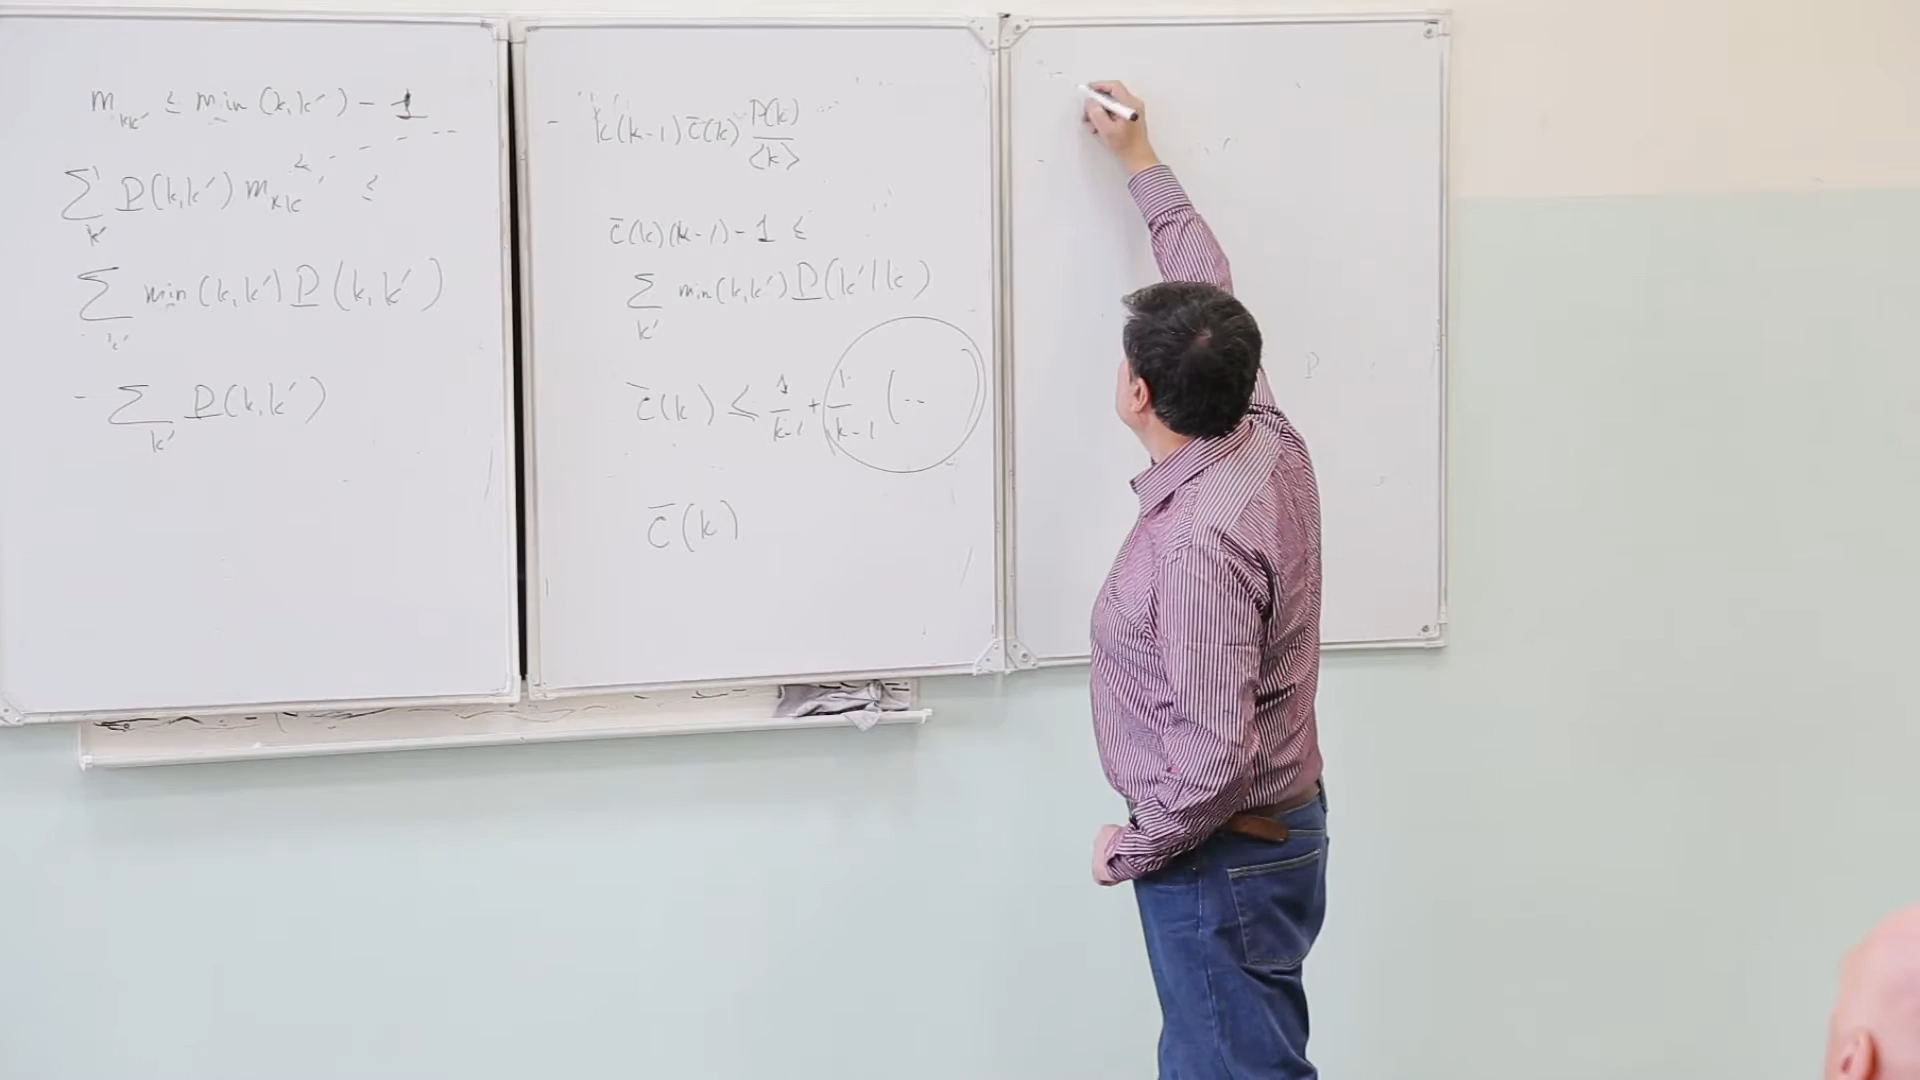 m_{kk'} ≤ min(k,k') - 1
∑_{k'} P(k,k') m_{kk'} ≤
∑_{k'} min(k,k') P(k,k')
- ∑_{k'} P(k,k')
k(k-1) c̄(k) P(k)/⟨k⟩
c̄(k)(k-1) - 1 ≤
∑_{k'} min(k,k') P(k'|k)
c̄(k) ≤ 1/(k-1) + 1/(k-1) (..
c̄(k)